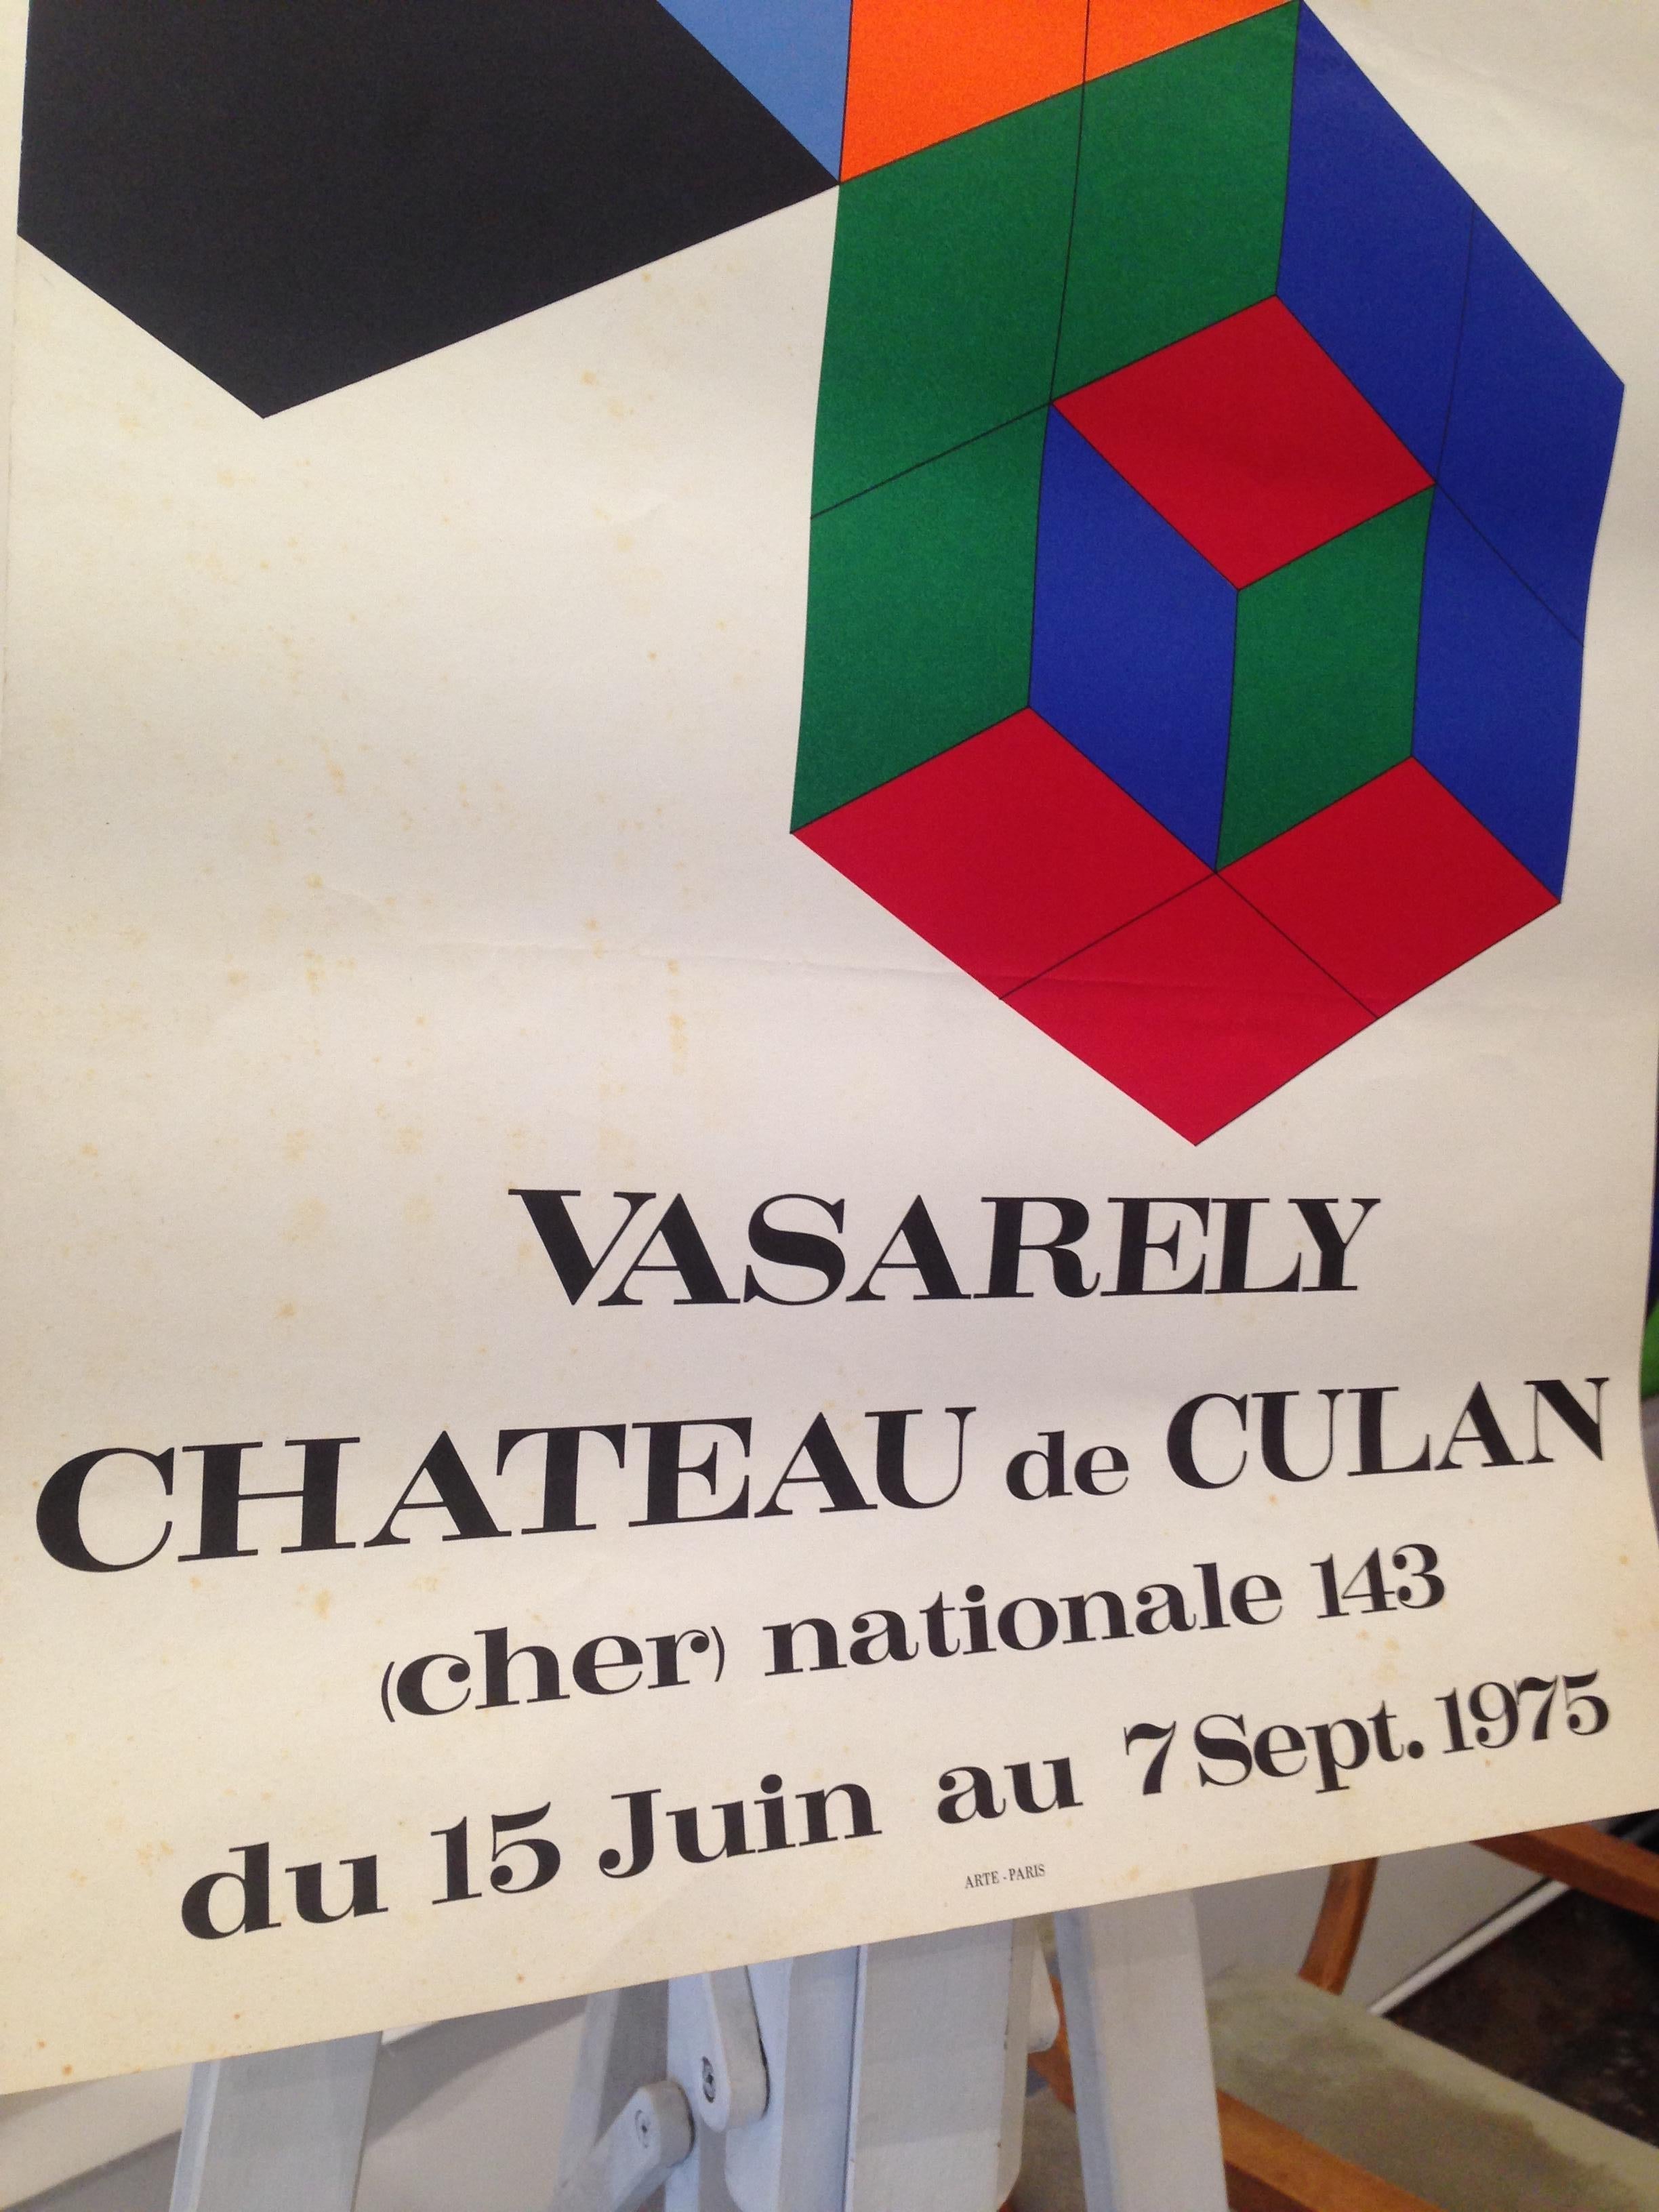 VASARELY
CHATEAU de CULAN
(cher) nationale 143
du 15 Juin au 7 Sept. 1975
ARTE - PARIS